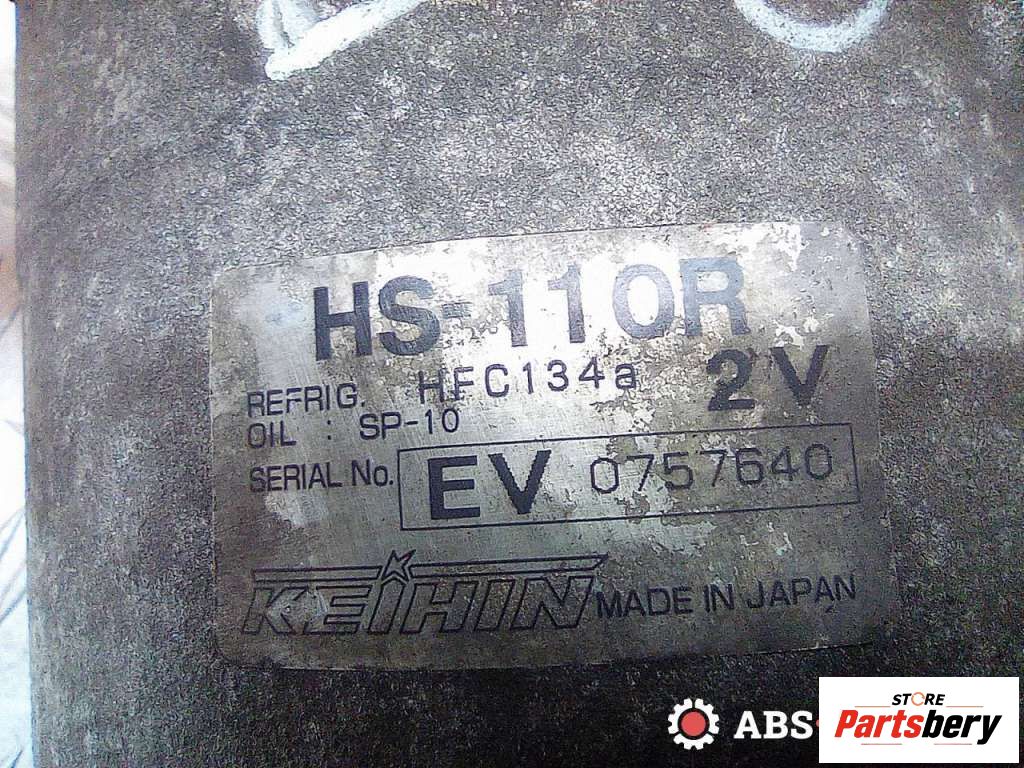 HS-110R
REFRIG. HFC134a 2V
OIL : SP-10
SERIAL No. EV 0757640
KEIHIN MADE IN JAPAN
STORE
Partsbery
ABS-